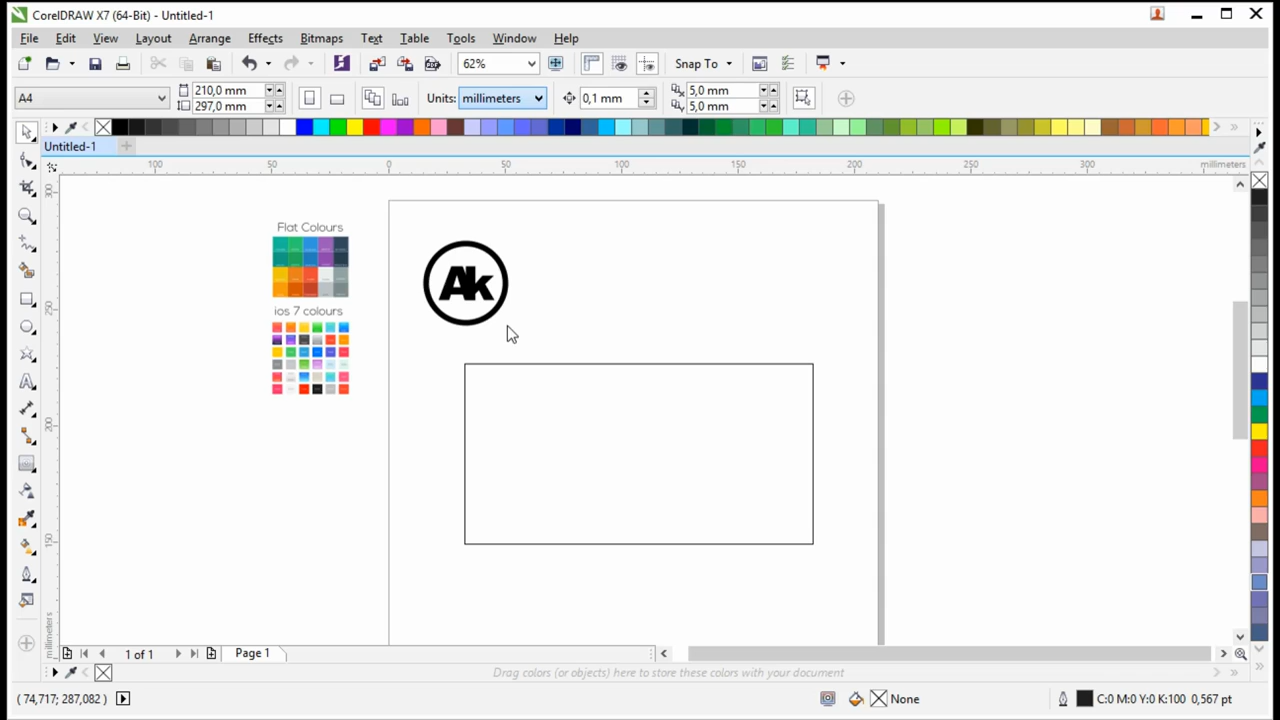 CorelDRAW X7 (64-Bit) - Untitled-1
File Edit View Layout Arrange Effects Bitmaps Text Table Tools Window Help
62% Snap To
A4 210,0 mm 297,0 mm Units: millimeters 0,1 mm 5,0 mm 5,0 mm
Untitled-1
100 50 0 50 100 150 200 250 300 millimeters
300
250
200
150
millimeters
Flat Colours
ios 7 colours
Ak
1 of 1 Page 1
Drag colors (or objects) here to store these colors with your document
( 74,717; 287,082 ) None C:0 M:0 Y:0 K:100 0,567 pt